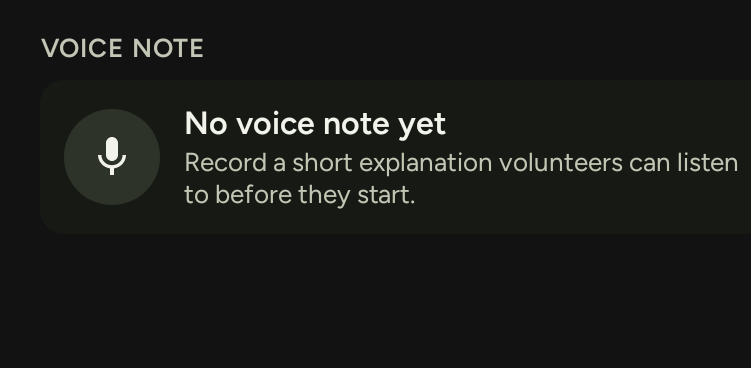 VOICE NOTE
No voice note yet
Record a short explanation volunteers can listen
to before they start.